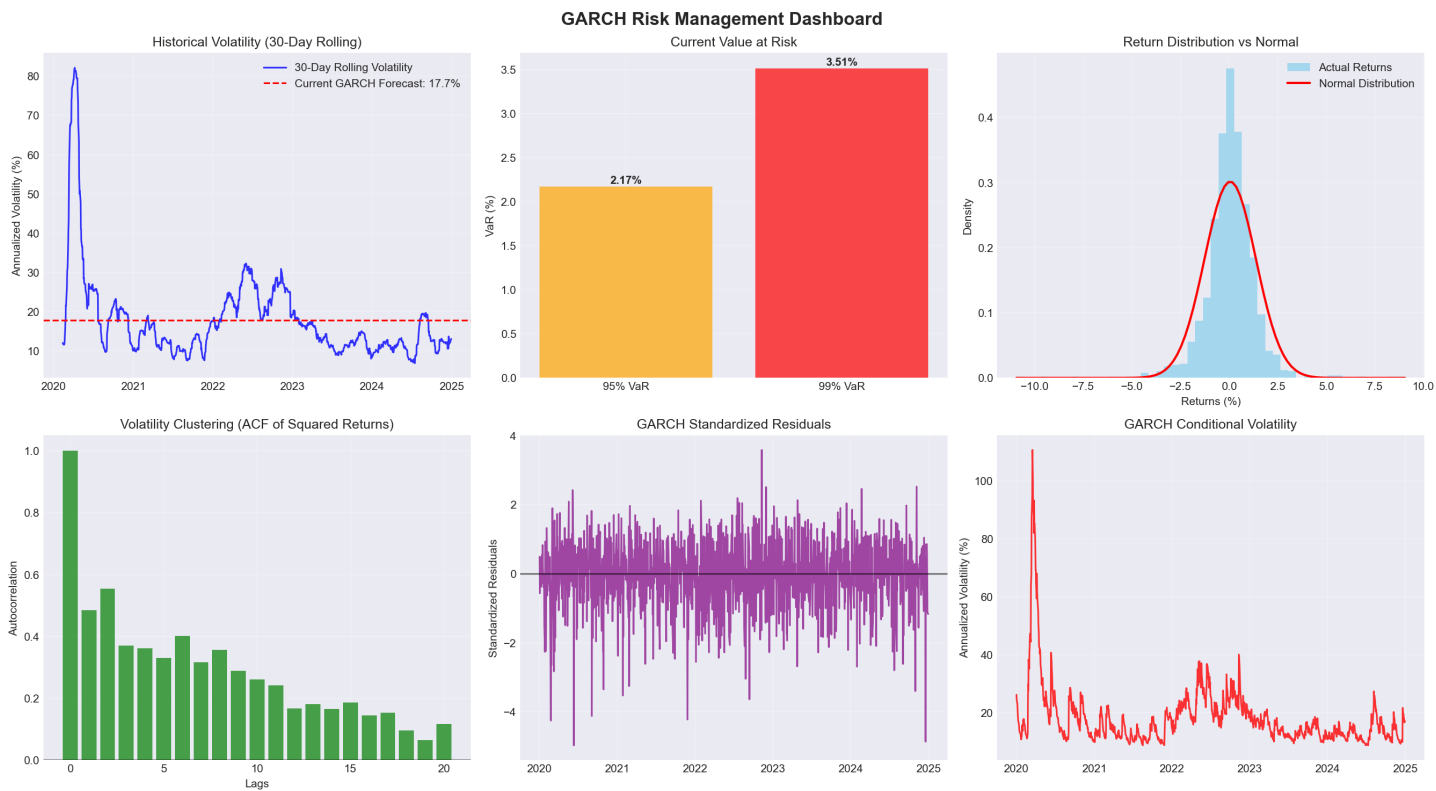 GARCH Risk Management Dashboard
Historical Volatility (30-Day Rolling)
Annualized Volatility (%)
80
70
60
50
40
30
20
10
30-Day Rolling Volatility
Current GARCH Forecast: 17.7%
2020 2021 2022 2023 2024 2025
Current Value at Risk
VaR (%)
3.5
3.0
2.5
2.0
1.5
1.0
0.5
0.0
2.17%
3.51%
95% VaR 99% VaR
Return Distribution vs Normal
Density
0.4
0.3
0.2
0.1
0.0
Actual Returns
Normal Distribution
−10.0 −7.5 −5.0 −2.5 0.0 2.5 5.0 7.5 10.0
Returns (%)
Volatility Clustering (ACF of Squared Returns)
Autocorrelation
1.0
0.8
0.6
0.4
0.2
0.0
0 5 10 15 20
Lags
GARCH Standardized Residuals
Standardized Residuals
4
2
0
−2
−4
2020 2021 2022 2023 2024 2025
GARCH Conditional Volatility
Annualized Volatility (%)
100
80
60
40
20
2020 2021 2022 2023 2024 2025